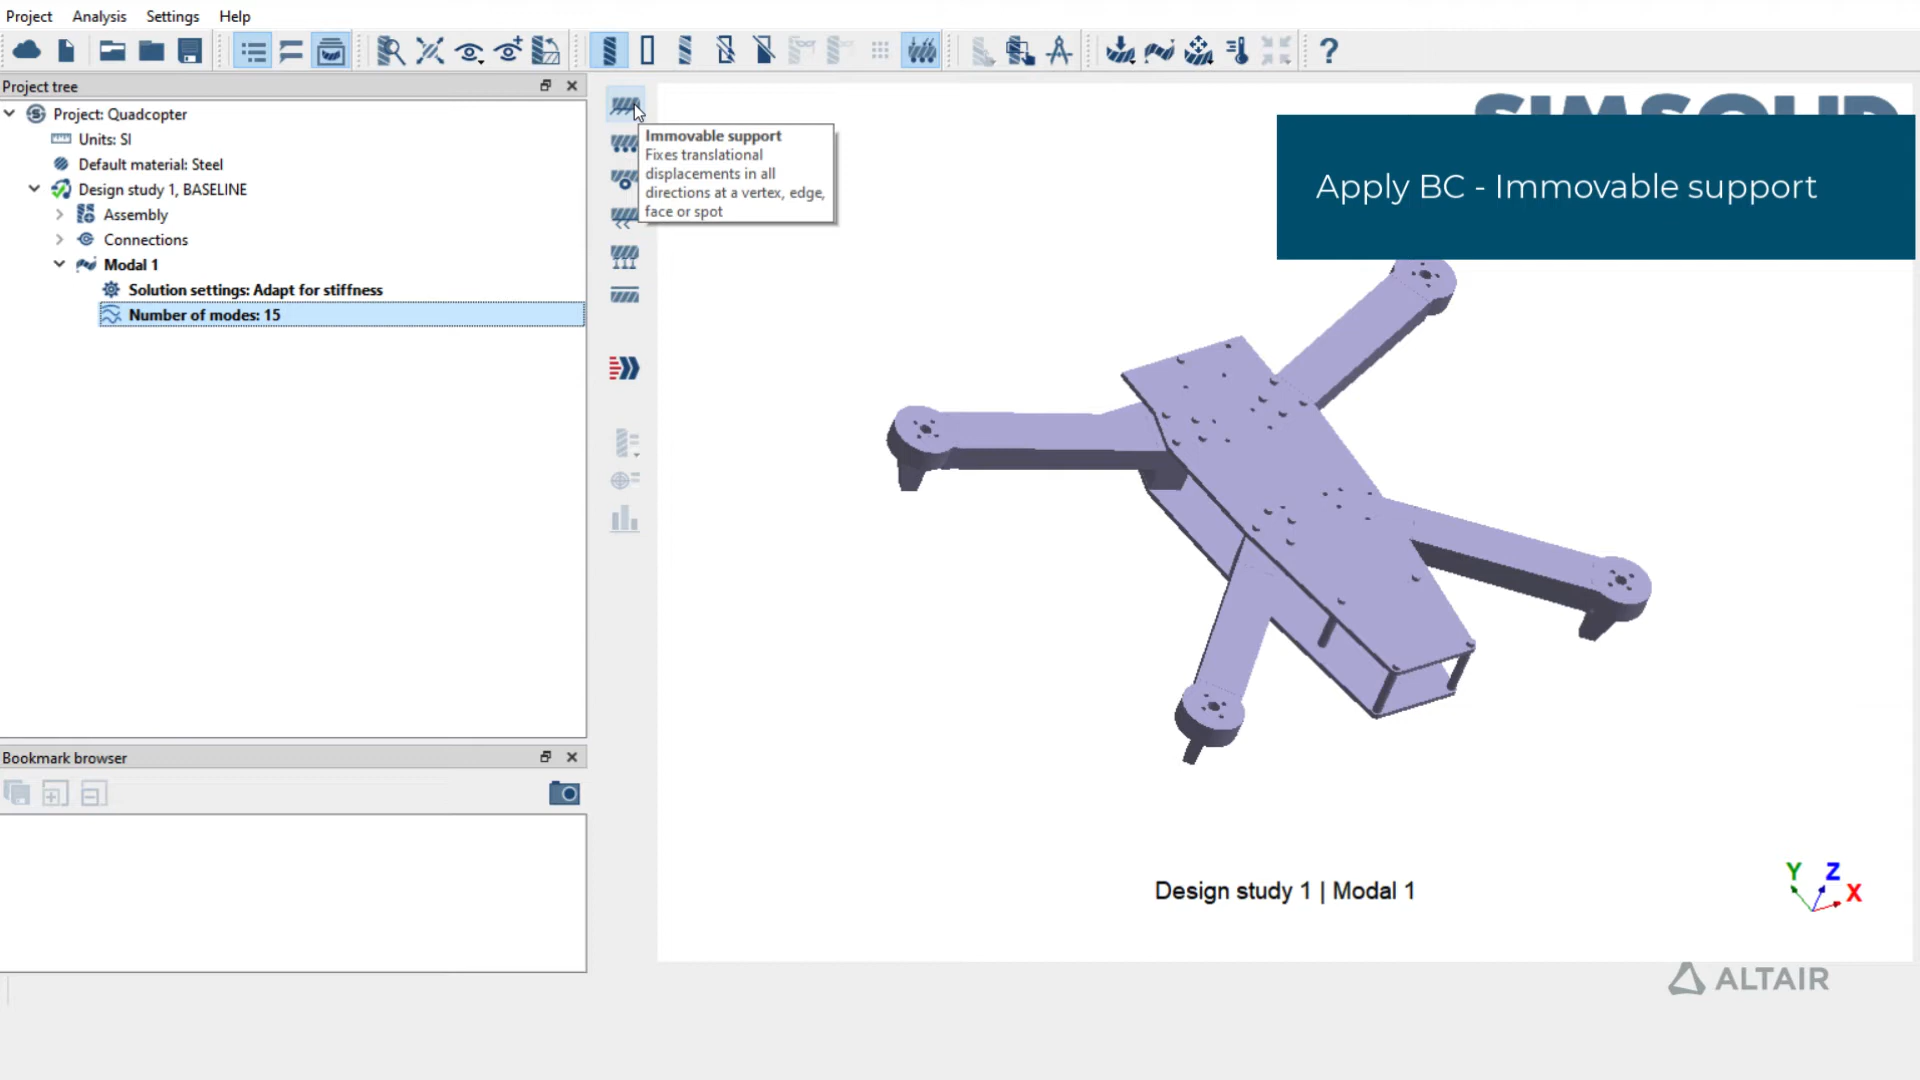 Project Analysis Settings Help
Project tree
Project: Quadcopter
Units: SI
Default material: Steel
Design study 1, BASELINE
Assembly
Connections
Modal 1
Solution settings: Adapt for stiffness
Number of modes: 15
Bookmark browser
Immovable support
Fixes translational
displacements in all
directions at a vertex, edge,
face or spot
SIMSOLID
Apply BC - Immovable support
Design study 1 | Modal 1
Y Z X
ALTAIR